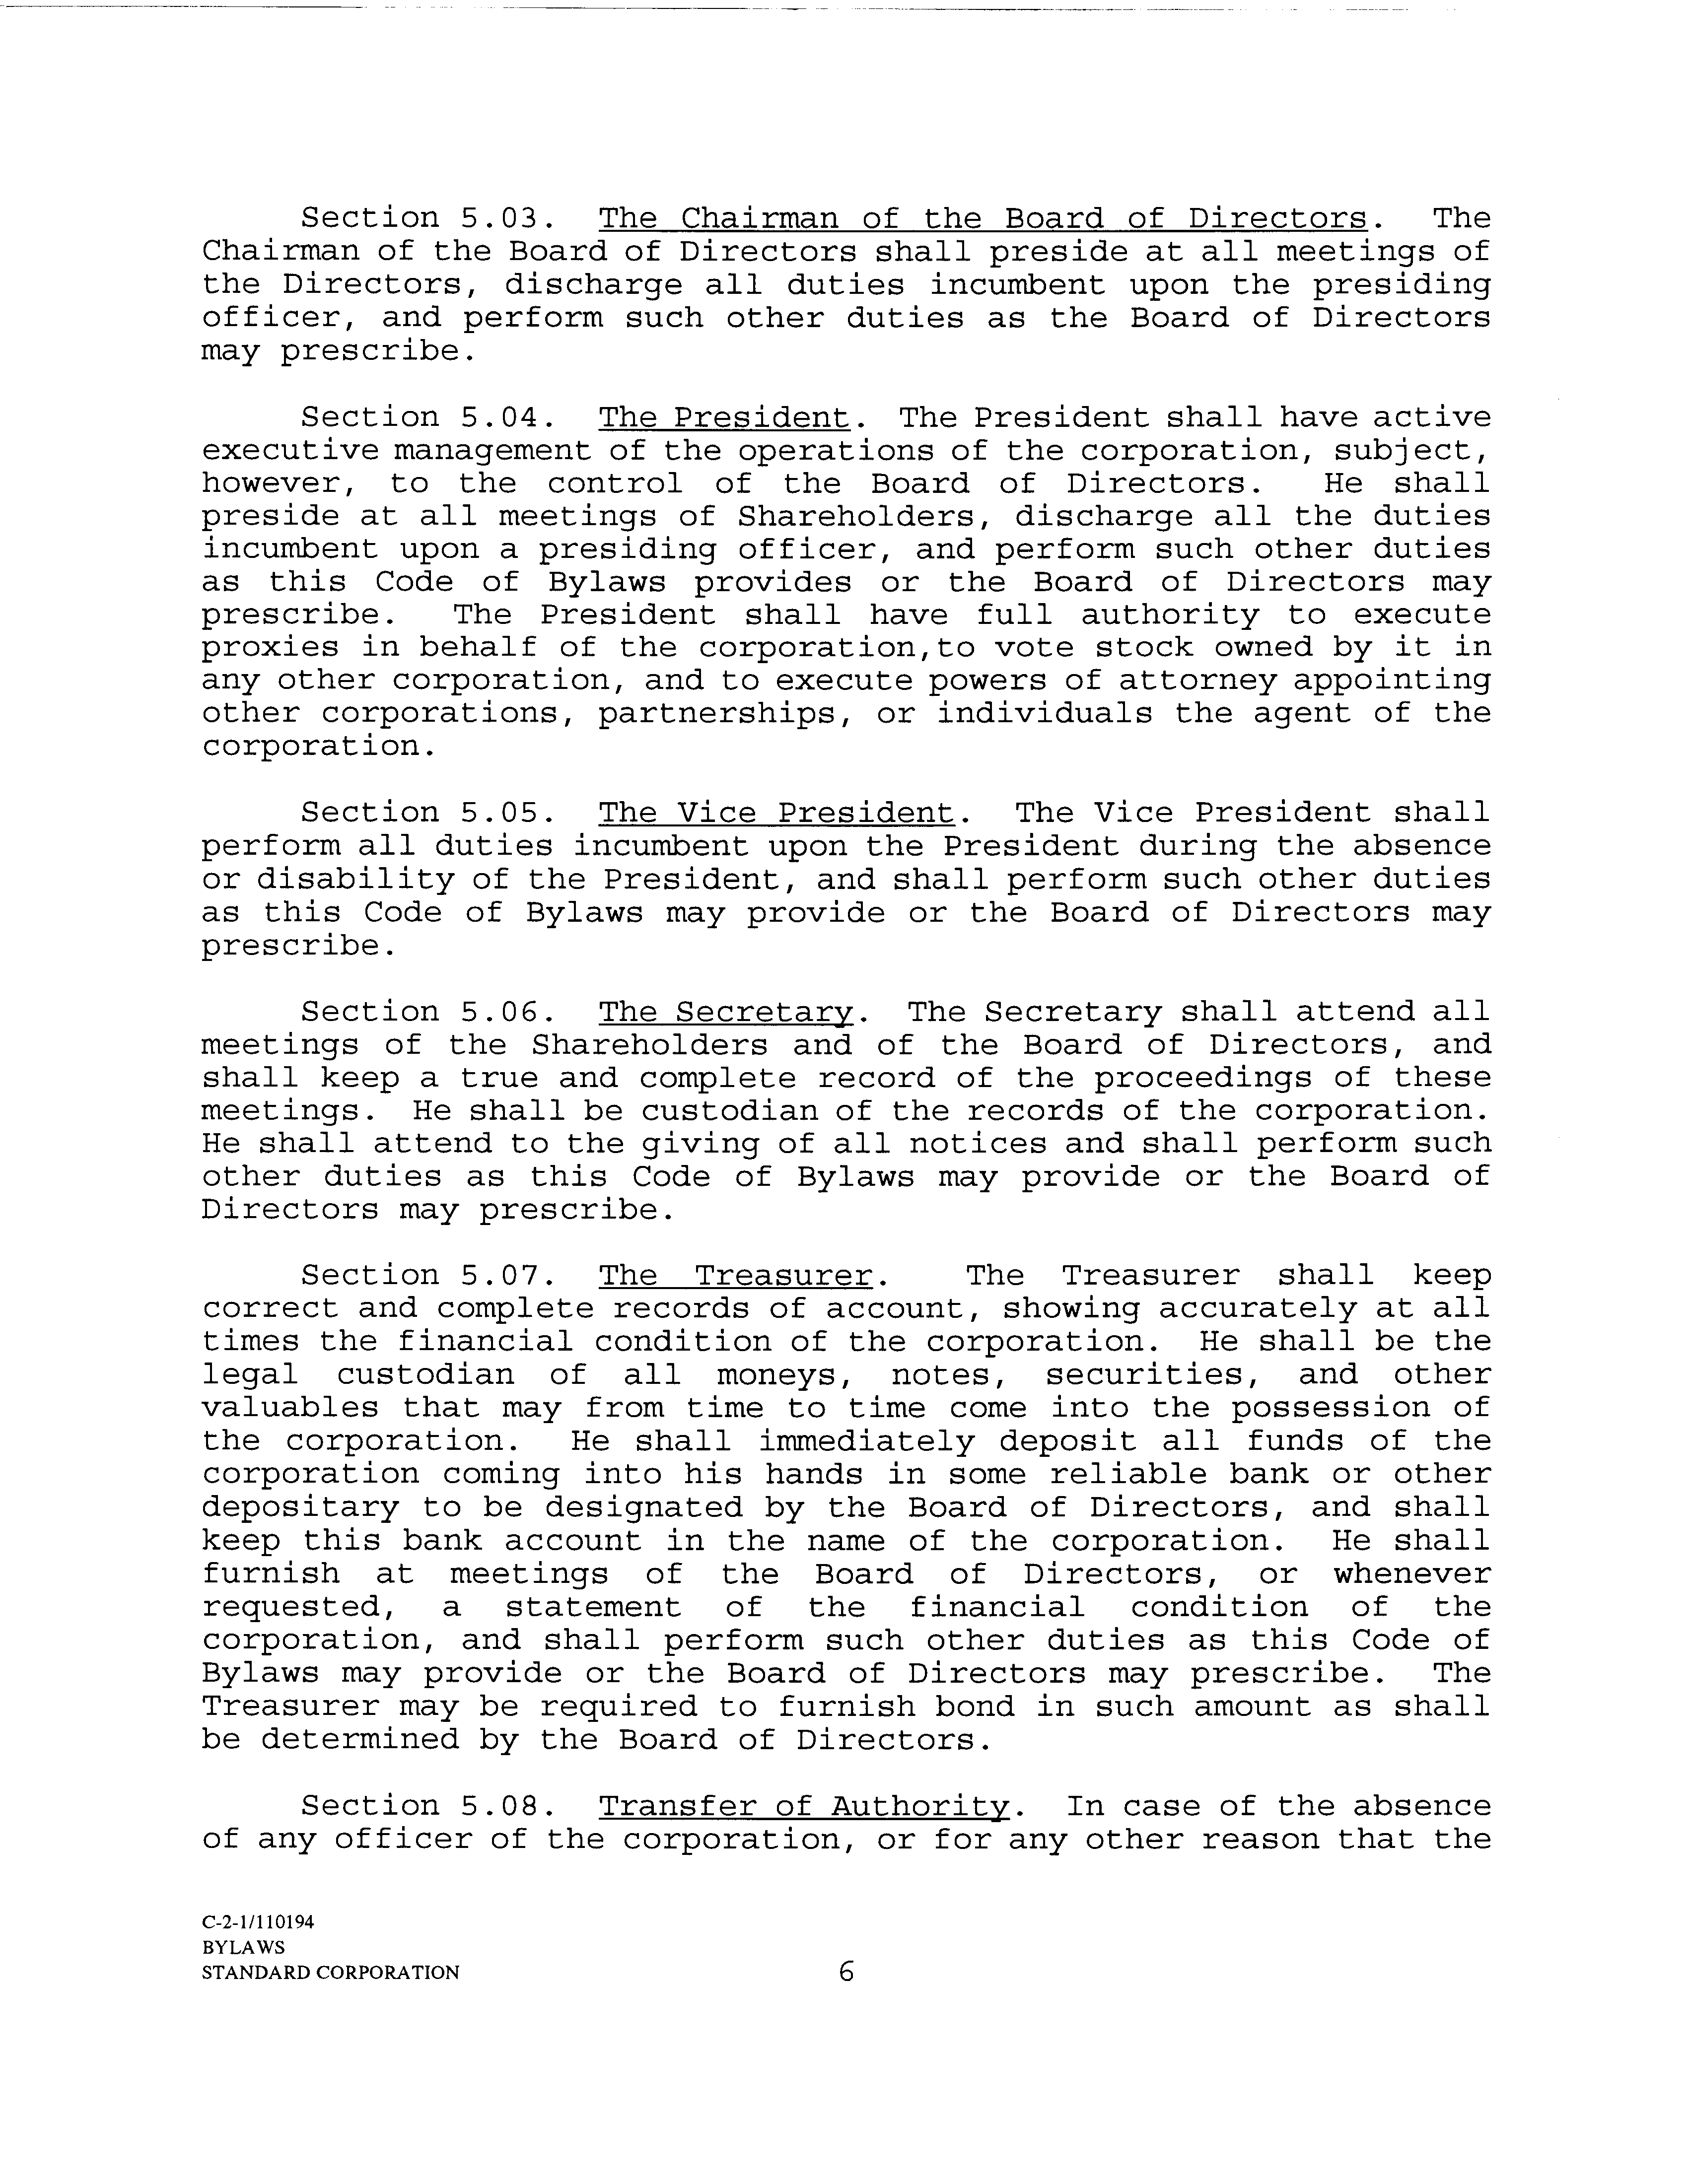 Section 5.03. The Chairman of the Board of Directors. The
Chairman of the Board of Directors shall preside at all meetings of
the Directors, discharge all duties incumbent upon the presiding
officer, and perform such other duties as the Board of Directors
may prescribe.
Section 5.04. The President. The President shall have active
executive management of the operations of the corporation, subject,
however, to the control of the Board of Directors. He shall
preside at all meetings of Shareholders, discharge all the duties
incumbent upon a presiding officer, and perform such other duties
as this Code of Bylaws provides or the Board of Directors may
prescribe. The President shall have full authority to execute
proxies in behalf of the corporation,to vote stock owned by it in
any other corporation, and to execute powers of attorney appointing
other corporations, partnerships, or individuals the agent of the
corporation.
Section 5.05. The Vice President. The Vice President shall
perform all duties incumbent upon the President during the absence
or disability of the President, and shall perform such other duties
as this Code of Bylaws may provide or the Board of Directors may
prescribe.
Section 5.06. The Secretary. The Secretary shall attend all
meetings of the Shareholders and of the Board of Directors, and
shall keep a true and complete record of the proceedings of these
meetings. He shall be custodian of the records of the corporation.
He shall attend to the giving of all notices and shall perform such
other duties as this Code of Bylaws may provide or the Board of
Directors may prescribe.
Section 5.07. The Treasurer. The Treasurer shall keep
correct and complete records of account, showing accurately at all
times the financial condition of the corporation. He shall be the
legal custodian of all moneys, notes, securities, and other
valuables that may from time to time come into the possession of
the corporation. He shall immediately deposit all funds of the
corporation coming into his hands in some reliable bank or other
depositary to be designated by the Board of Directors, and shall
keep this bank account in the name of the corporation. He shall
furnish at meetings of the Board of Directors, or whenever
requested, a statement of the financial condition of the
corporation, and shall perform such other duties as this Code of
Bylaws may provide or the Board of Directors may prescribe. The
Treasurer may be required to furnish bond in such amount as shall
be determined by the Board of Directors.
Section 5.08. Transfer of Authority. In case of the absence
of any officer of the corporation, or for any other reason that the
C-2-1/110194
BYLAWS
STANDARD CORPORATION
6